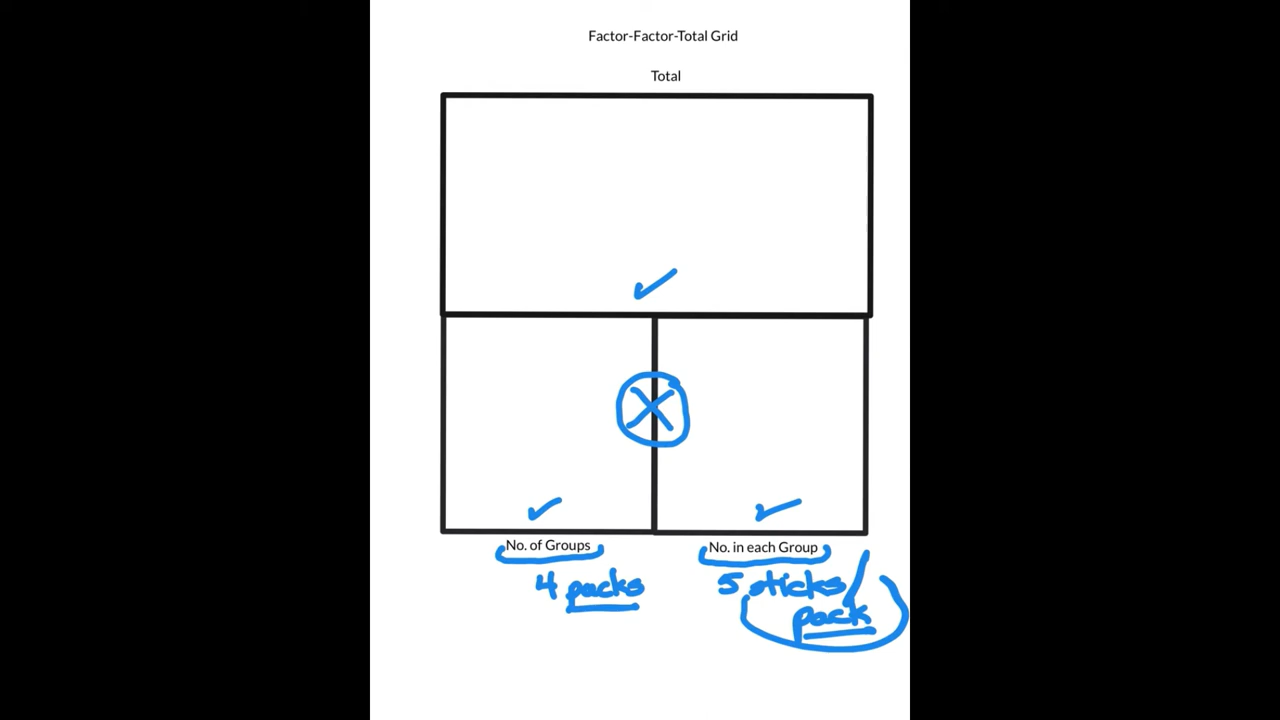 Factor-Factor-Total Grid
Total
X
No. of Groups No. in each Group
4 packs 5 sticks/
pack